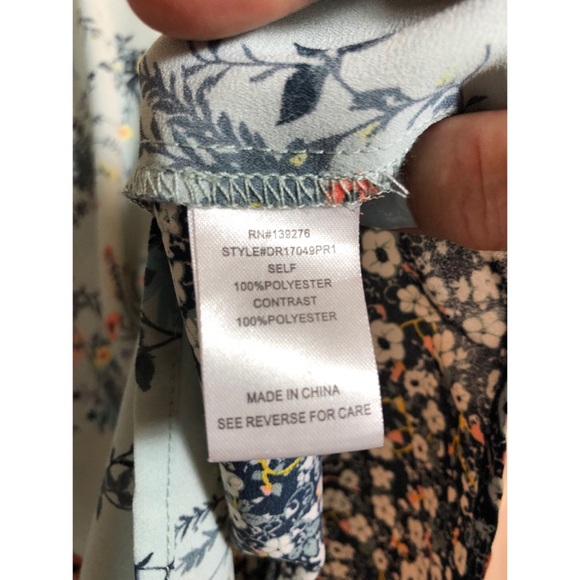 RN#139276
STYLE#DR17049PR1
SELF
100%POLYESTER
CONTRAST
100%POLYESTER
MADE IN CHINA
SEE REVERSE FOR CARE